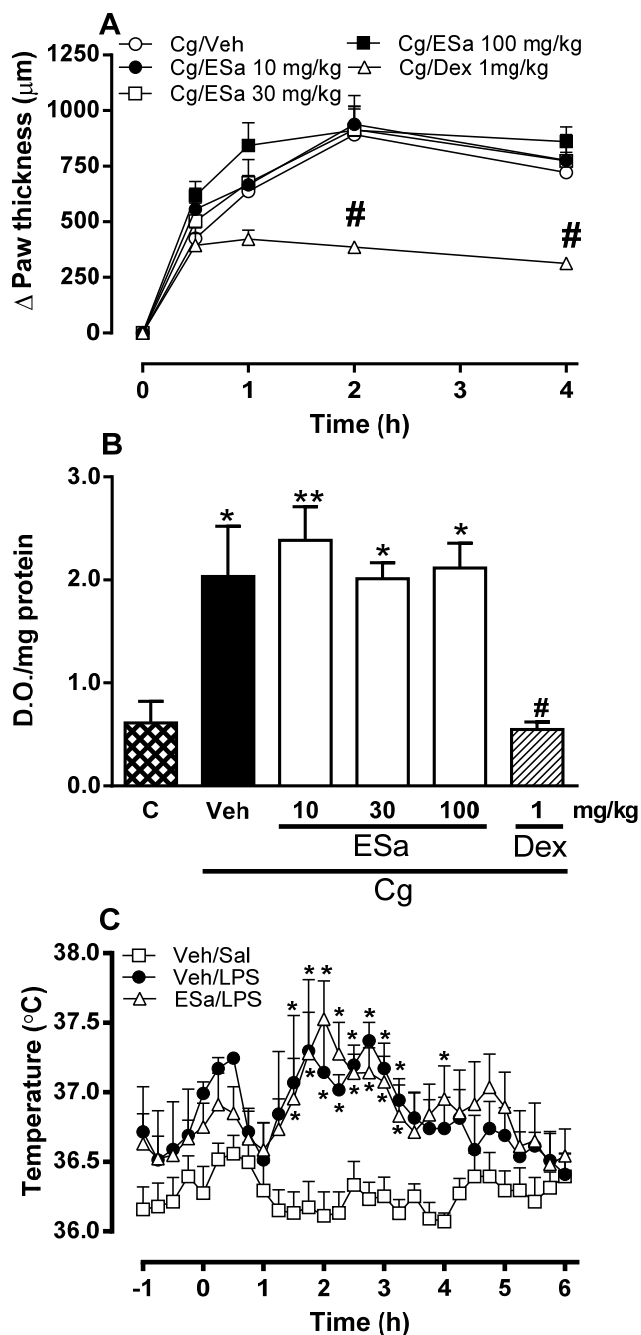 A
Cg/Veh
Cg/ESa 100 mg/kg
Cg/ESa 10 mg/kg
Cg/Dex 1mg/kg
Cg/ESa 30 mg/kg
1250
1000
750
500
250
0
Δ Paw thickness (μm)
#
#
0 1 2 3 4
Time (h)
B
3.0
2.0
1.0
0.0
D.O./mg protein
* ** * * #
C Veh 10 30 100 1 mg/kg
ESa Dex
Cg
C
38.0
37.5
37.0
36.5
36.0
Temperature (°C)
Veh/Sal
Veh/LPS
ESa/LPS
* * * * * * * * *
* * * * * * *
-1 0 1 2 3 4 5 6
Time (h)